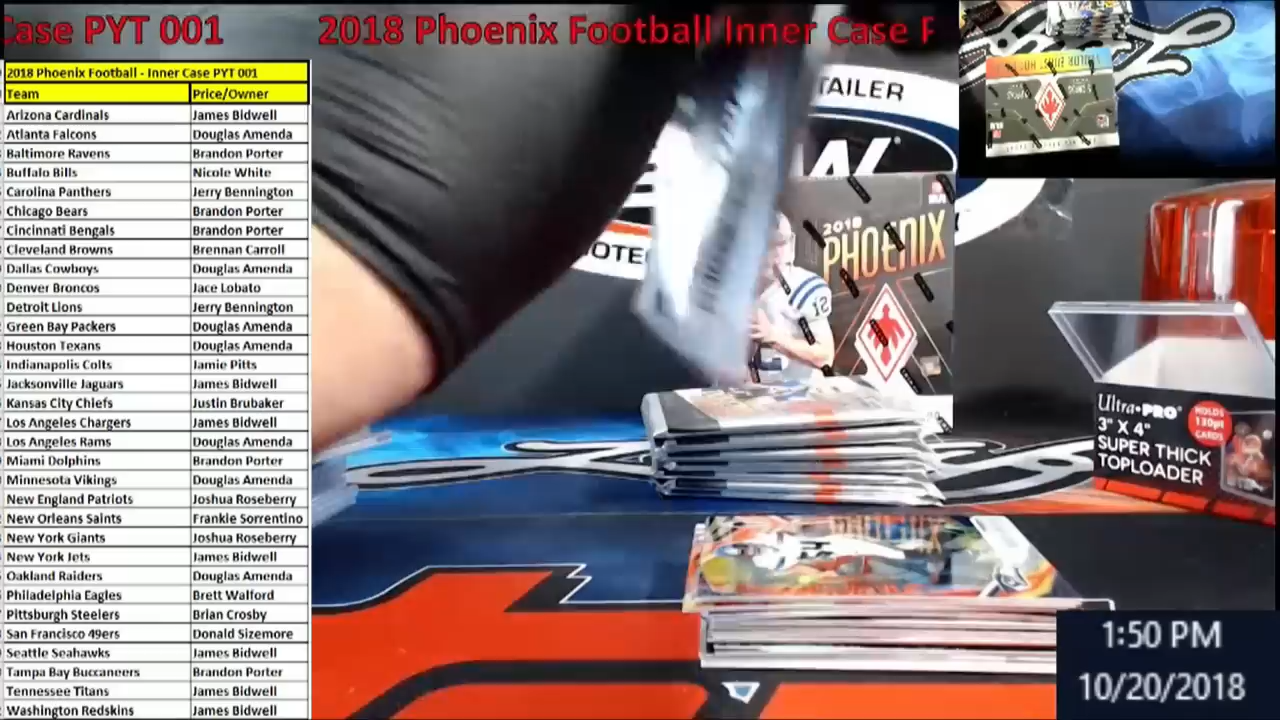 Case PYT 001
2018 Phoenix Football Inner Case P
2018 Phoenix Football - Inner Case PYT 001
Team Price/Owner
Arizona Cardinals James Bidwell
Atlanta Falcons Douglas Amenda
Baltimore Ravens Brandon Porter
Buffalo Bills Nicole White
Carolina Panthers Jerry Bennington
Chicago Bears Brandon Porter
Cincinnati Bengals Brandon Porter
Cleveland Browns Brennan Carroll
Dallas Cowboys Douglas Amenda
Denver Broncos Jace Lobato
Detroit Lions Jerry Bennington
Green Bay Packers Douglas Amenda
Houston Texans Douglas Amenda
Indianapolis Colts Jamie Pitts
Jacksonville Jaguars James Bidwell
Kansas City Chiefs Justin Brubaker
Los Angeles Chargers James Bidwell
Los Angeles Rams Douglas Amenda
Miami Dolphins Brandon Porter
Minnesota Vikings Douglas Amenda
New England Patriots Joshua Roseberry
New Orleans Saints Frankie Sorrentino
New York Giants Joshua Roseberry
New York Jets James Bidwell
Oakland Raiders Douglas Amenda
Philadelphia Eagles Brett Walford
Pittsburgh Steelers Brian Crosby
San Francisco 49ers Donald Sizemore
Seattle Seahawks James Bidwell
Tampa Bay Buccaneers Brandon Porter
Tennessee Titans James Bidwell
Washington Redskins James Bidwell
TAILER
2018
PHOENIX
12
Ultra•PRO
3" X 4"
SUPER THICK
TOPLOADER
HOLDS
130pt
CARDS
1:50 PM
10/20/2018